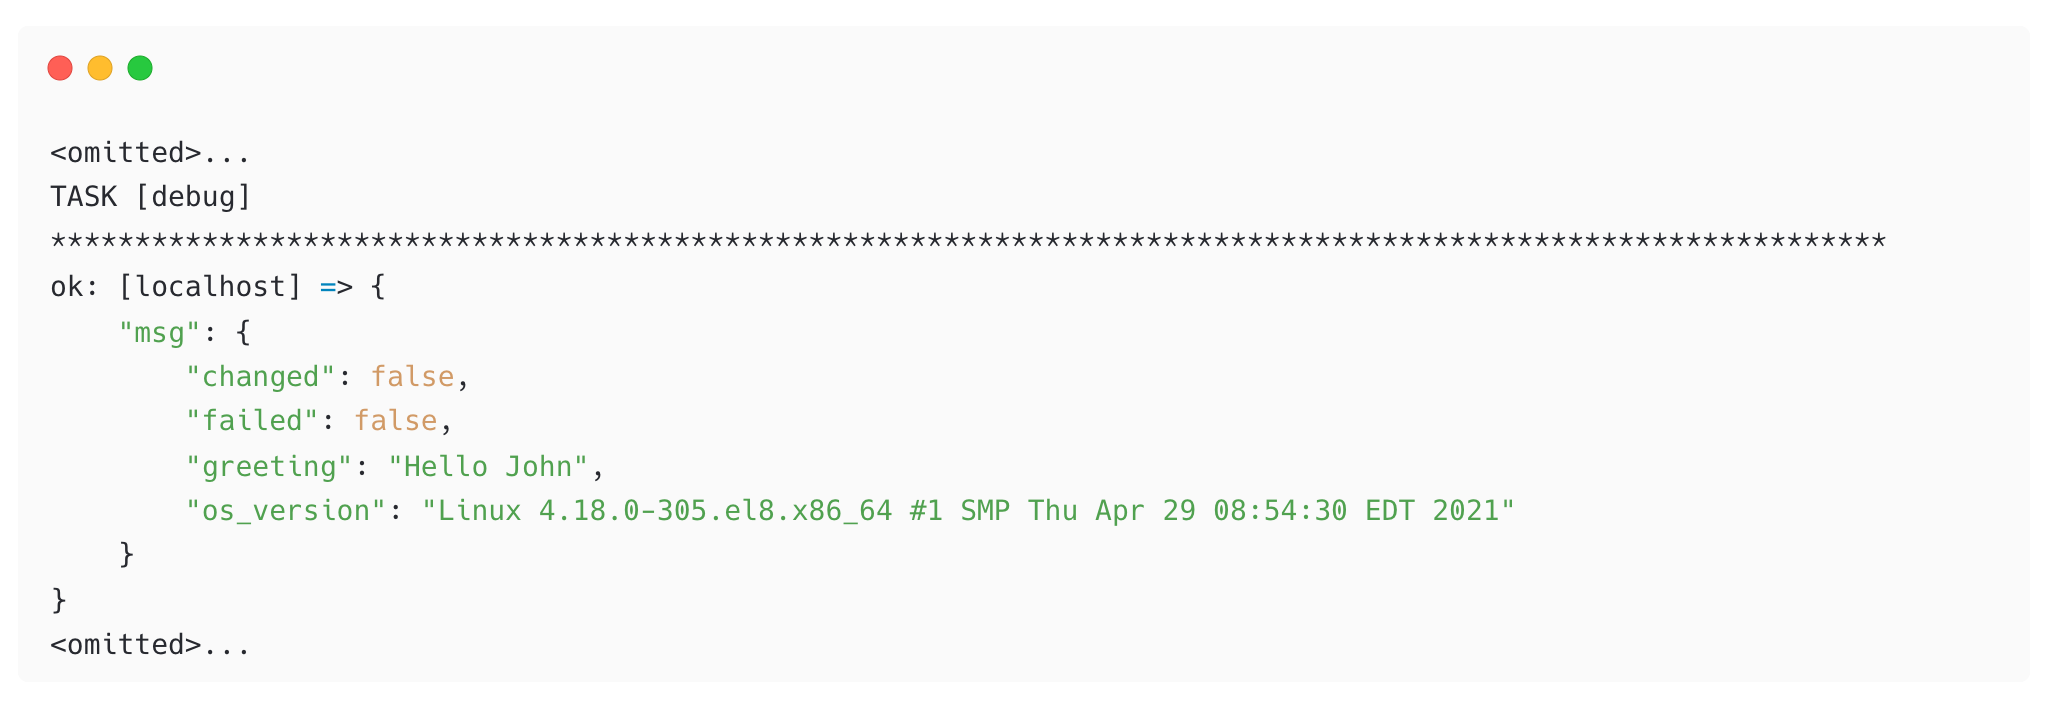 <omitted>...
TASK [debug]
*************************************************************************************************************
ok: [localhost] => {
    "msg": {
        "changed": false,
        "failed": false,
        "greeting": "Hello John",
        "os_version": "Linux 4.18.0-305.el8.x86_64 #1 SMP Thu Apr 29 08:54:30 EDT 2021"
    }
}
<omitted>...